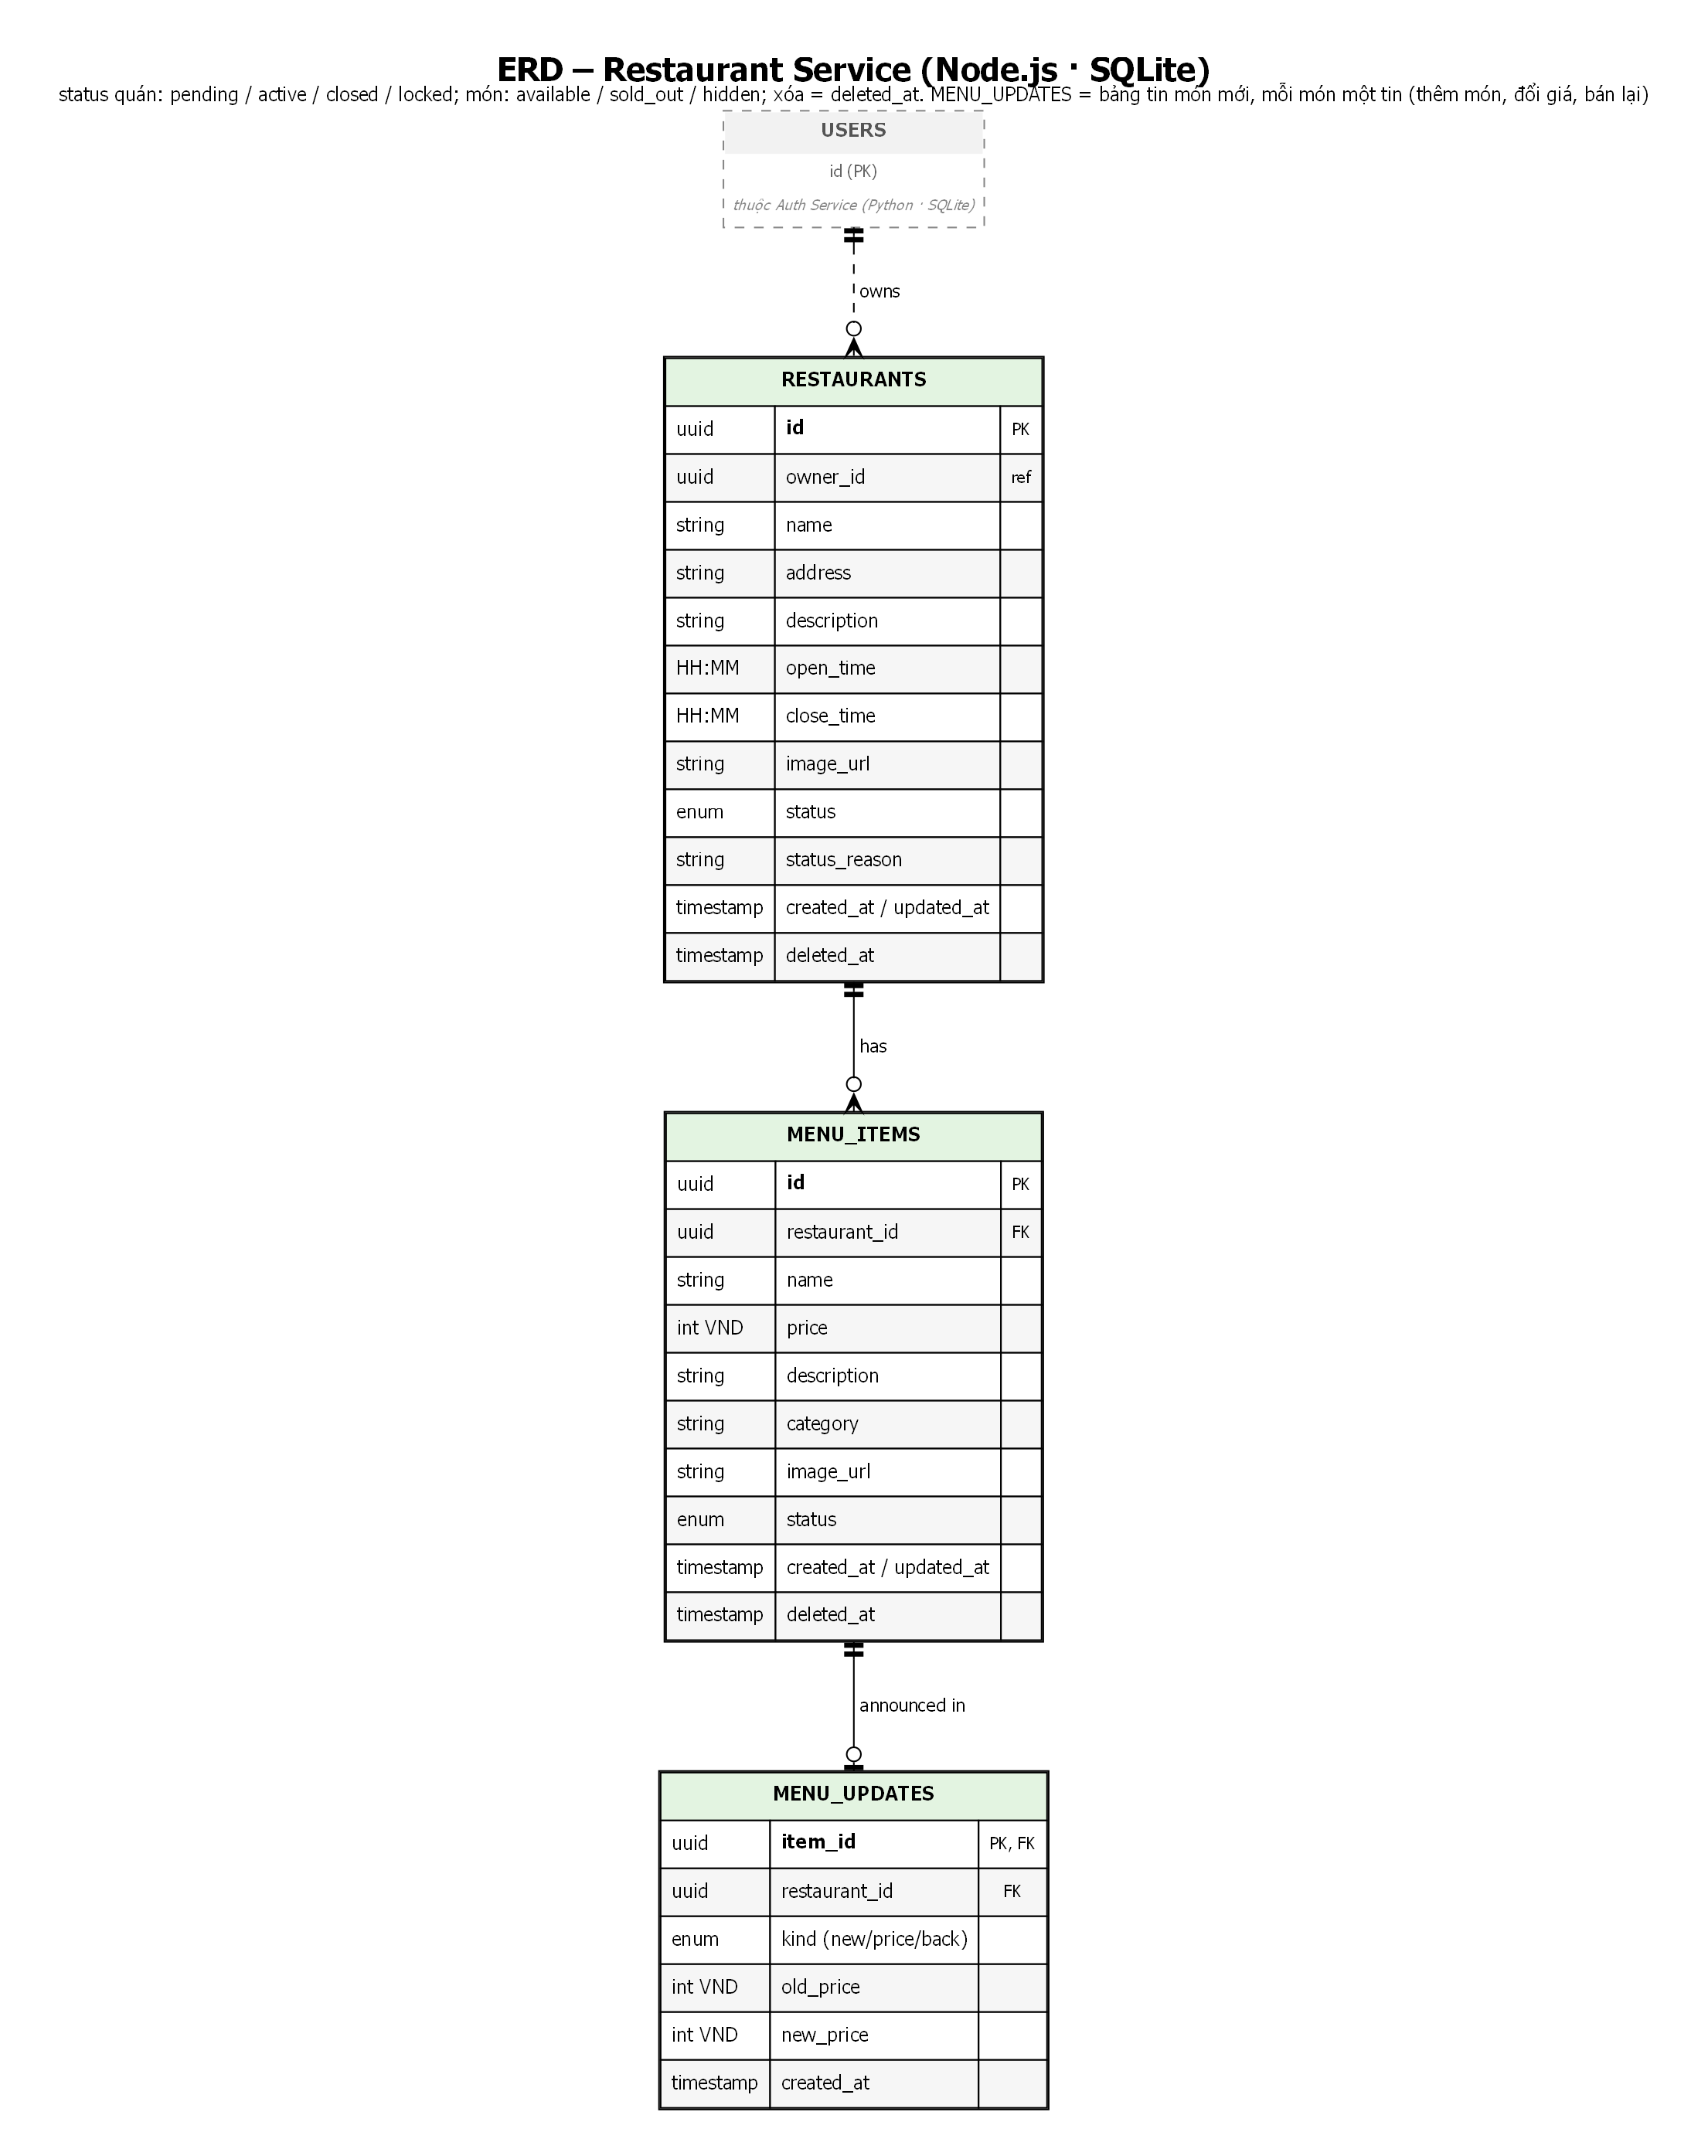 ERD – Restaurant Service (Node.js · SQLite)
status quán: pending / active / closed / locked; món: available / sold_out / hidden; xóa = deleted_at. MENU_UPDATES = bảng tin món mới, mỗi món một tin (thêm món, đổi giá, bán lại)
USERS
id (PK)
thuộc Auth Service (Python · SQLite)
owns
RESTAURANTS
uuid id PK
uuid owner_id ref
string name
string address
string description
HH:MM open_time
HH:MM close_time
string image_url
enum status
string status_reason
timestamp created_at / updated_at
timestamp deleted_at
has
MENU_ITEMS
uuid id PK
uuid restaurant_id FK
string name
int VND price
string description
string category
string image_url
enum status
timestamp created_at / updated_at
timestamp deleted_at
announced in
MENU_UPDATES
uuid item_id PK, FK
uuid restaurant_id FK
enum kind (new/price/back)
int VND old_price
int VND new_price
timestamp created_at